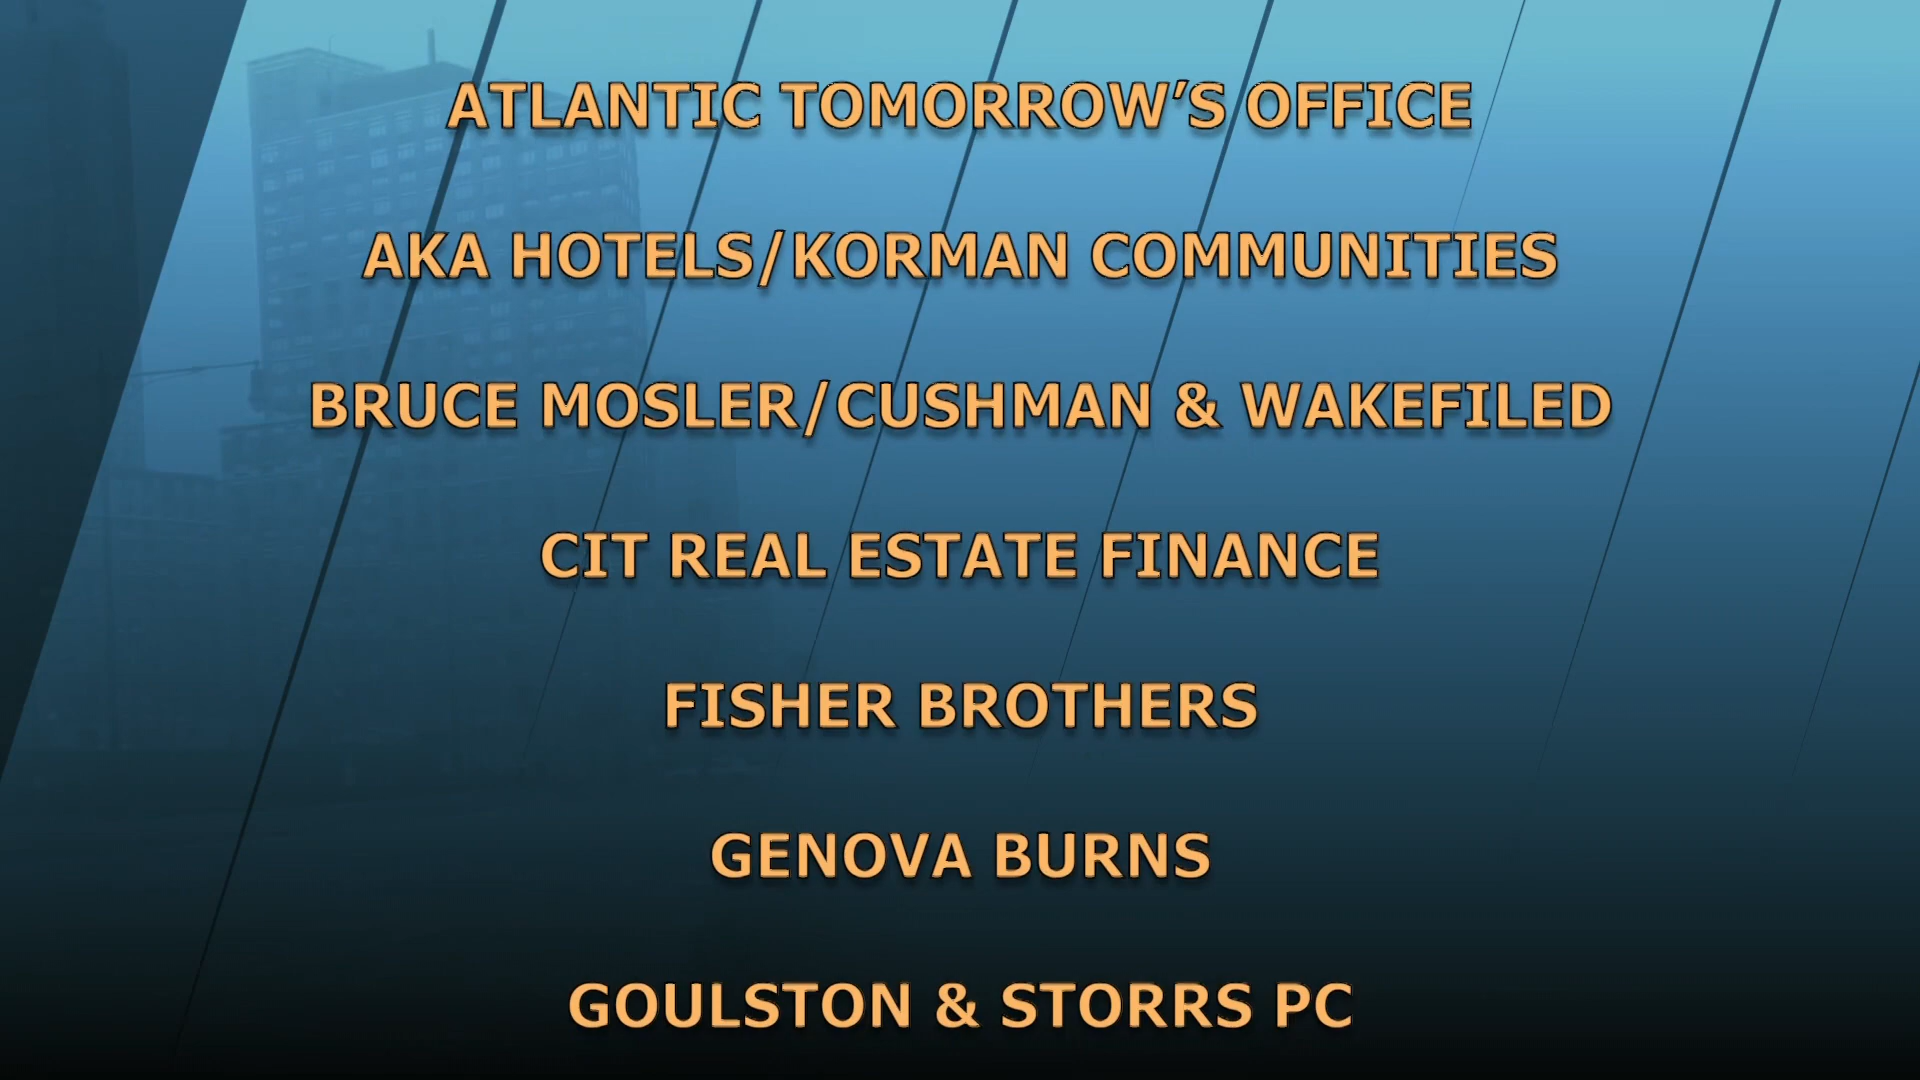 ATLANTIC TOMORROW’S OFFICE
AKA HOTELS/KORMAN COMMUNITIES
BRUCE MOSLER/CUSHMAN & WAKEFILED
CIT REAL ESTATE FINANCE
FISHER BROTHERS
GENOVA BURNS
GOULSTON & STORRS PC